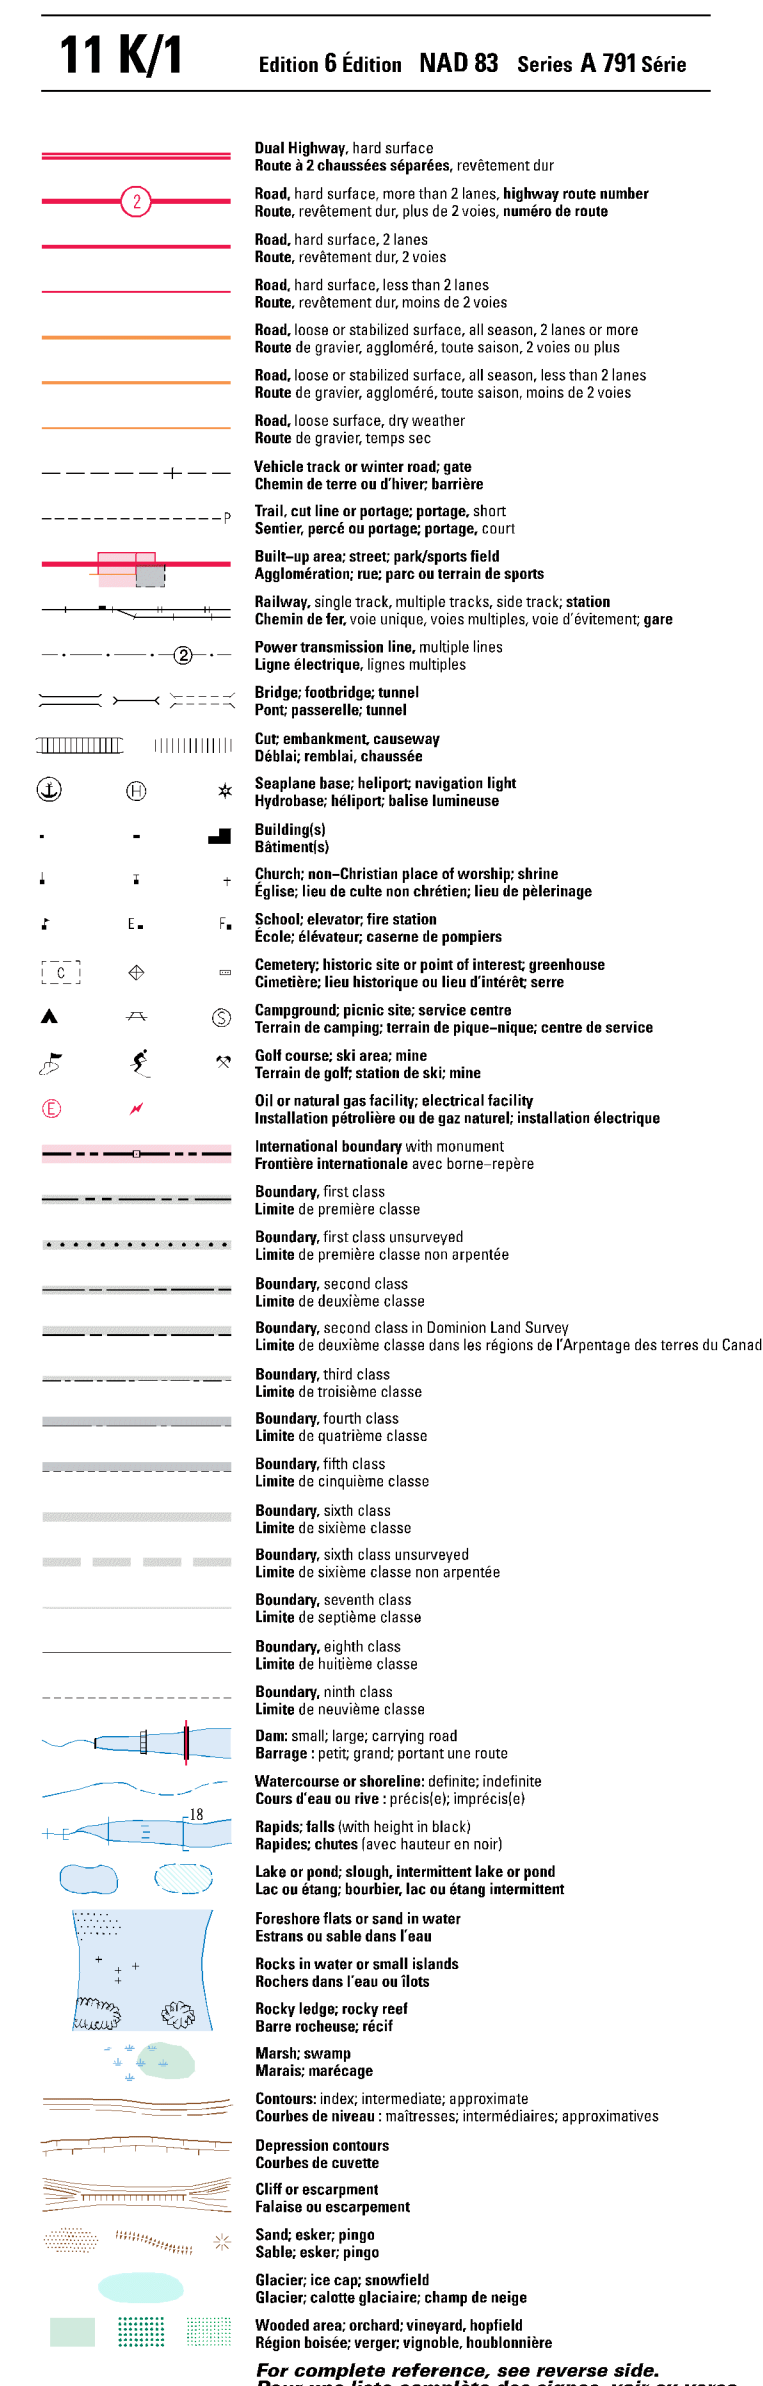 11 K/1 Edition 6 Édition NAD 83 Series A 791 Série
Dual Highway, hard surface
Route à 2 chaussées séparées, revêtement dur
2
Road, hard surface, more than 2 lanes, highway route number
Route, revêtement dur, plus de 2 voies, numéro de route
Road, hard surface, 2 lanes
Route, revêtement dur, 2 voies
Road, hard surface, less than 2 lanes
Route, revêtement dur, moins de 2 voies
Road, loose or stabilized surface, all season, 2 lanes or more
Route de gravier, aggloméré, toute saison, 2 voies ou plus
Road, loose or stabilized surface, all season, less than 2 lanes
Route de gravier, aggloméré, toute saison, moins de 2 voies
Road, loose surface, dry weather
Route de gravier, temps sec
Vehicle track or winter road; gate
Chemin de terre ou d'hiver; barrière
P
Trail, cut line or portage; portage, short
Sentier, percé ou portage; portage, court
Built-up area; street; park/sports field
Agglomération; rue; parc ou terrain de sports
Railway, single track, multiple tracks, side track; station
Chemin de fer, voie unique, voies multiples, voie d'évitement; gare
2
Power transmission line, multiple lines
Ligne électrique, lignes multiples
Bridge; footbridge; tunnel
Pont; passerelle; tunnel
Cut; embankment, causeway
Déblai; remblai, chaussée
H
Seaplane base; heliport; navigation light
Hydrobase; héliport; balise lumineuse
Building(s)
Bâtiment(s)
Church; non-Christian place of worship; shrine
Église; lieu de culte non chrétien; lieu de pèlerinage
E F
School; elevator; fire station
École; élévateur; caserne de pompiers
C
Cemetery; historic site or point of interest; greenhouse
Cimetière; lieu historique ou lieu d'intérêt; serre
S
Campground; picnic site; service centre
Terrain de camping; terrain de pique-nique; centre de service
Golf course; ski area; mine
Terrain de golf; station de ski; mine
E
Oil or natural gas facility; electrical facility
Installation pétrolière ou de gaz naturel; installation électrique
International boundary with monument
Frontière internationale avec borne-repère
Boundary, first class
Limite de première classe
Boundary, first class unsurveyed
Limite de première classe non arpentée
Boundary, second class
Limite de deuxième classe
Boundary, second class in Dominion Land Survey
Limite de deuxième classe dans les régions de l'Arpentage des terres du Canad
Boundary, third class
Limite de troisième classe
Boundary, fourth class
Limite de quatrième classe
Boundary, fifth class
Limite de cinquième classe
Boundary, sixth class
Limite de sixième classe
Boundary, sixth class unsurveyed
Limite de sixième classe non arpentée
Boundary, seventh class
Limite de septième classe
Boundary, eighth class
Limite de huitième classe
Boundary, ninth class
Limite de neuvième classe
Dam: small; large; carrying road
Barrage : petit; grand; portant une route
Watercourse or shoreline: definite; indefinite
Cours d'eau ou rive : précis(e); imprécis(e)
18
Rapids; falls (with height in black)
Rapides; chutes (avec hauteur en noir)
Lake or pond; slough, intermittent lake or pond
Lac ou étang; bourbier, lac ou étang intermittent
Foreshore flats or sand in water
Estrans ou sable dans l'eau
Rocks in water or small islands
Rochers dans l'eau ou îlots
Rocky ledge; rocky reef
Barre rocheuse; récif
Marsh; swamp
Marais; marécage
Contours: index; intermediate; approximate
Courbes de niveau : maîtresses; intermédiaires; approximatives
Depression contours
Courbes de cuvette
Cliff or escarpment
Falaise ou escarpement
Sand; esker; pingo
Sable; esker; pingo
Glacier; ice cap; snowfield
Glacier; calotte glaciaire; champ de neige
Wooded area; orchard; vineyard, hopfield
Région boisée; verger; vignoble, houblonnière
For complete reference, see reverse side.
Pour une liste complète des signes, voir au verso